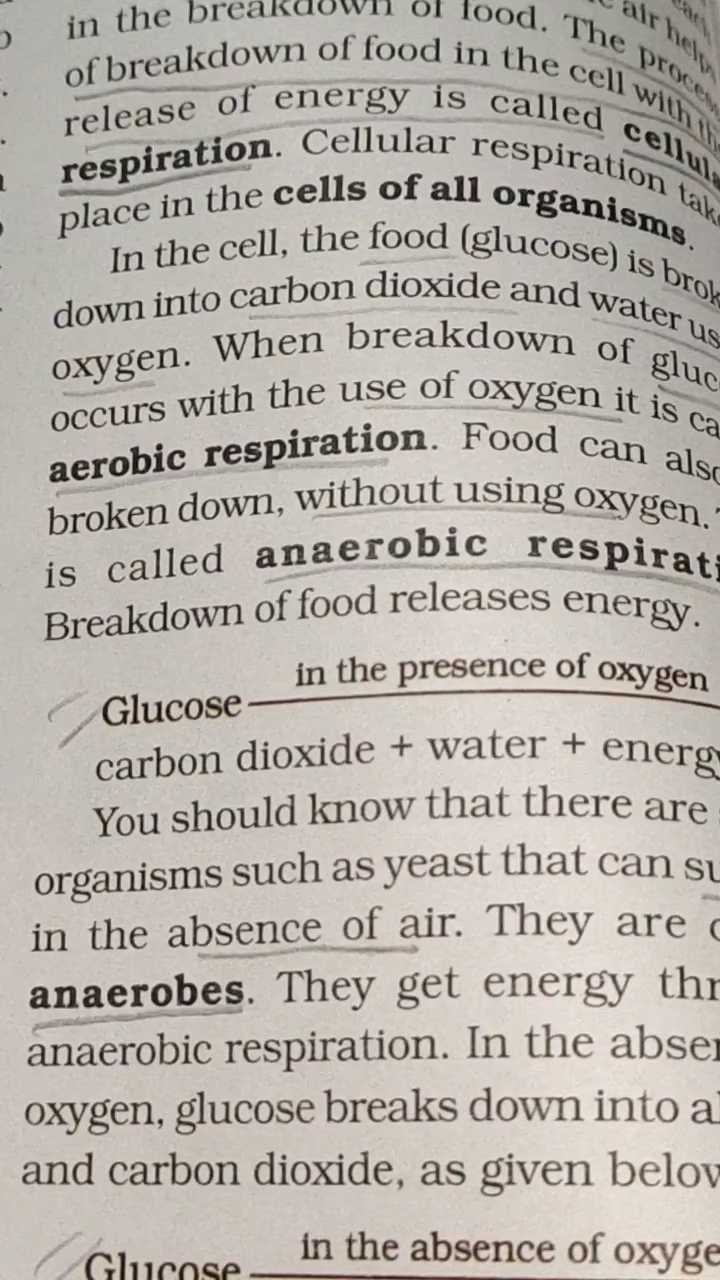 in the breakdown of food. The air helps
of breakdown of food in the cell with the process
release of energy is called
respiration. Cellular respiration
place in the cells of all organisms.
In the cell, the food (glucose) is
down into carbon dioxide and water
oxygen. When breakdown of
occurs with the use of oxygen it is
aerobic respiration. Food can
broken down, without using oxygen.
is called anaerobic
Breakdown of food releases energy.
in the presence of oxygen
Glucose
carbon dioxide + water +
You should know that there are
organisms such as yeast that can
in the absence of air. They are
anaerobes. They get energy
anaerobic respiration. In the
oxygen, glucose breaks down into
and carbon dioxide, as given
in the absence of
Glucose